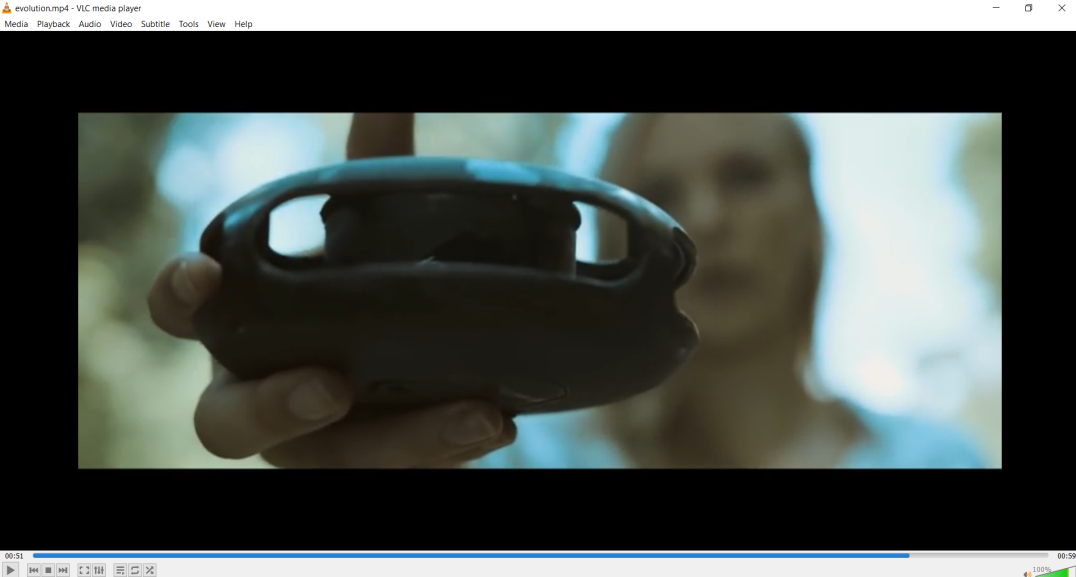 evolution.mp4 - VLC media player
Media Playback Audio Video Subtitle Tools View Help
00:51
00:59
100%